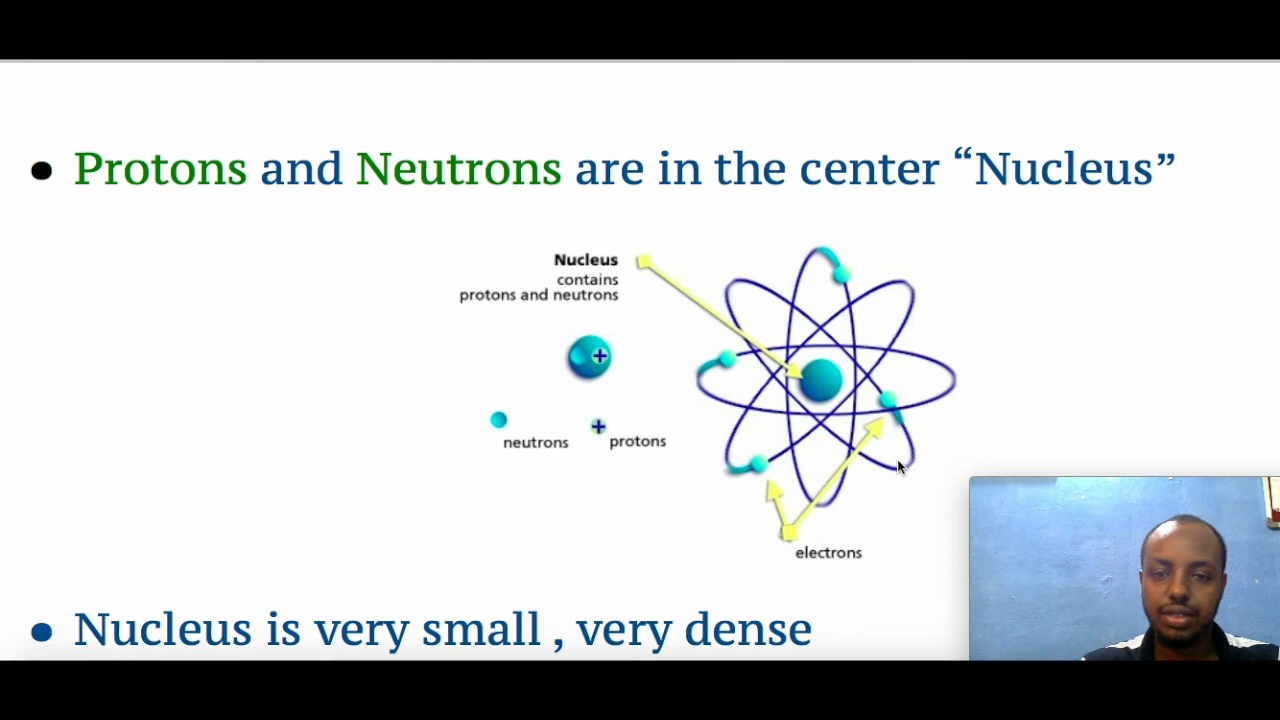 • Protons and Neutrons are in the center “Nucleus”
Nucleus
contains
protons and neutrons
+
+
neutrons
protons
electrons
• Nucleus is very small , very dense